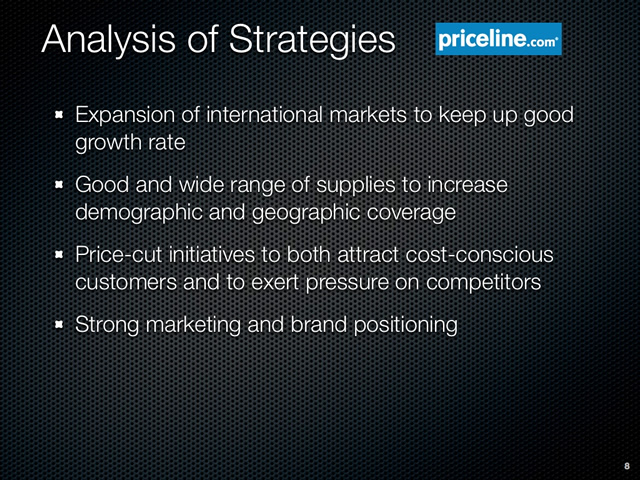 Analysis of Strategies
priceline.com®
Expansion of international markets to keep up good
growth rate
Good and wide range of supplies to increase
demographic and geographic coverage
Price-cut initiatives to both attract cost-conscious
customers and to exert pressure on competitors
Strong marketing and brand positioning
8